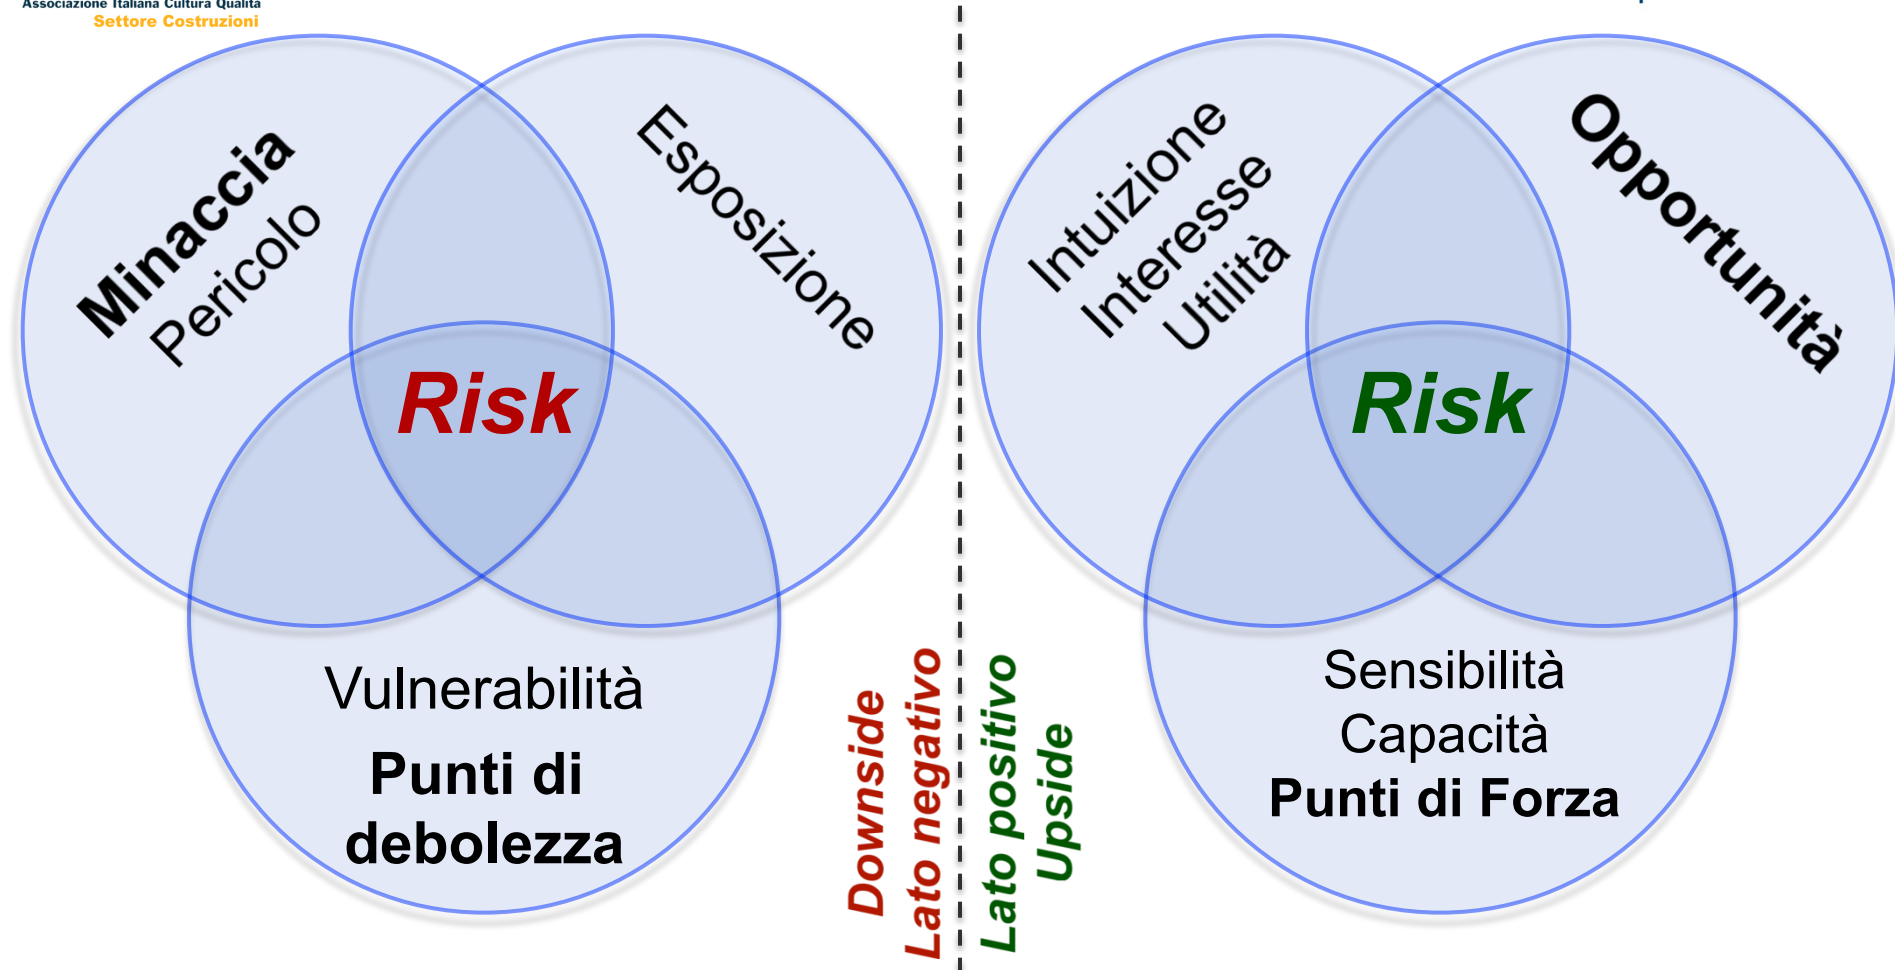 Associazione Italiana Cultura Qualità
Settore Costruzioni
Minaccia
Pericolo
Esposizione
Risk
Vulnerabilità
Punti di
debolezza
Downside
Lato negativo
Lato positivo
Upside
Intuizione
Interesse
Utilità
Opportunità
Risk
Sensibilità
Capacità
Punti di Forza